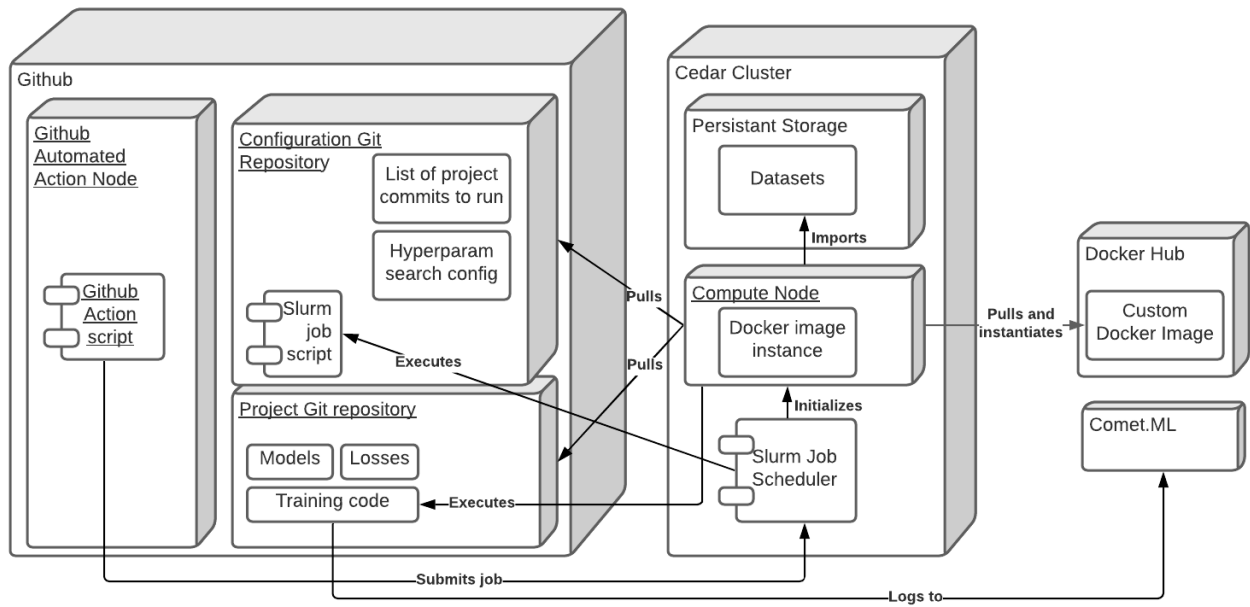 Github
Github
Automated
Action Node
Github
Action
script
Configuration Git
Repository
List of project
commits to run
Hyperparam
search config
Slurm
job
script
Project Git repository
Models
Losses
Training code
Pulls
Pulls
Executes
Executes
Cedar Cluster
Persistant Storage
Datasets
Imports
Compute Node
Docker image
instance
Initializes
Slurm Job
Scheduler
Pulls and
instantiates
Docker Hub
Custom
Docker Image
Comet.ML
Submits job
Logs to